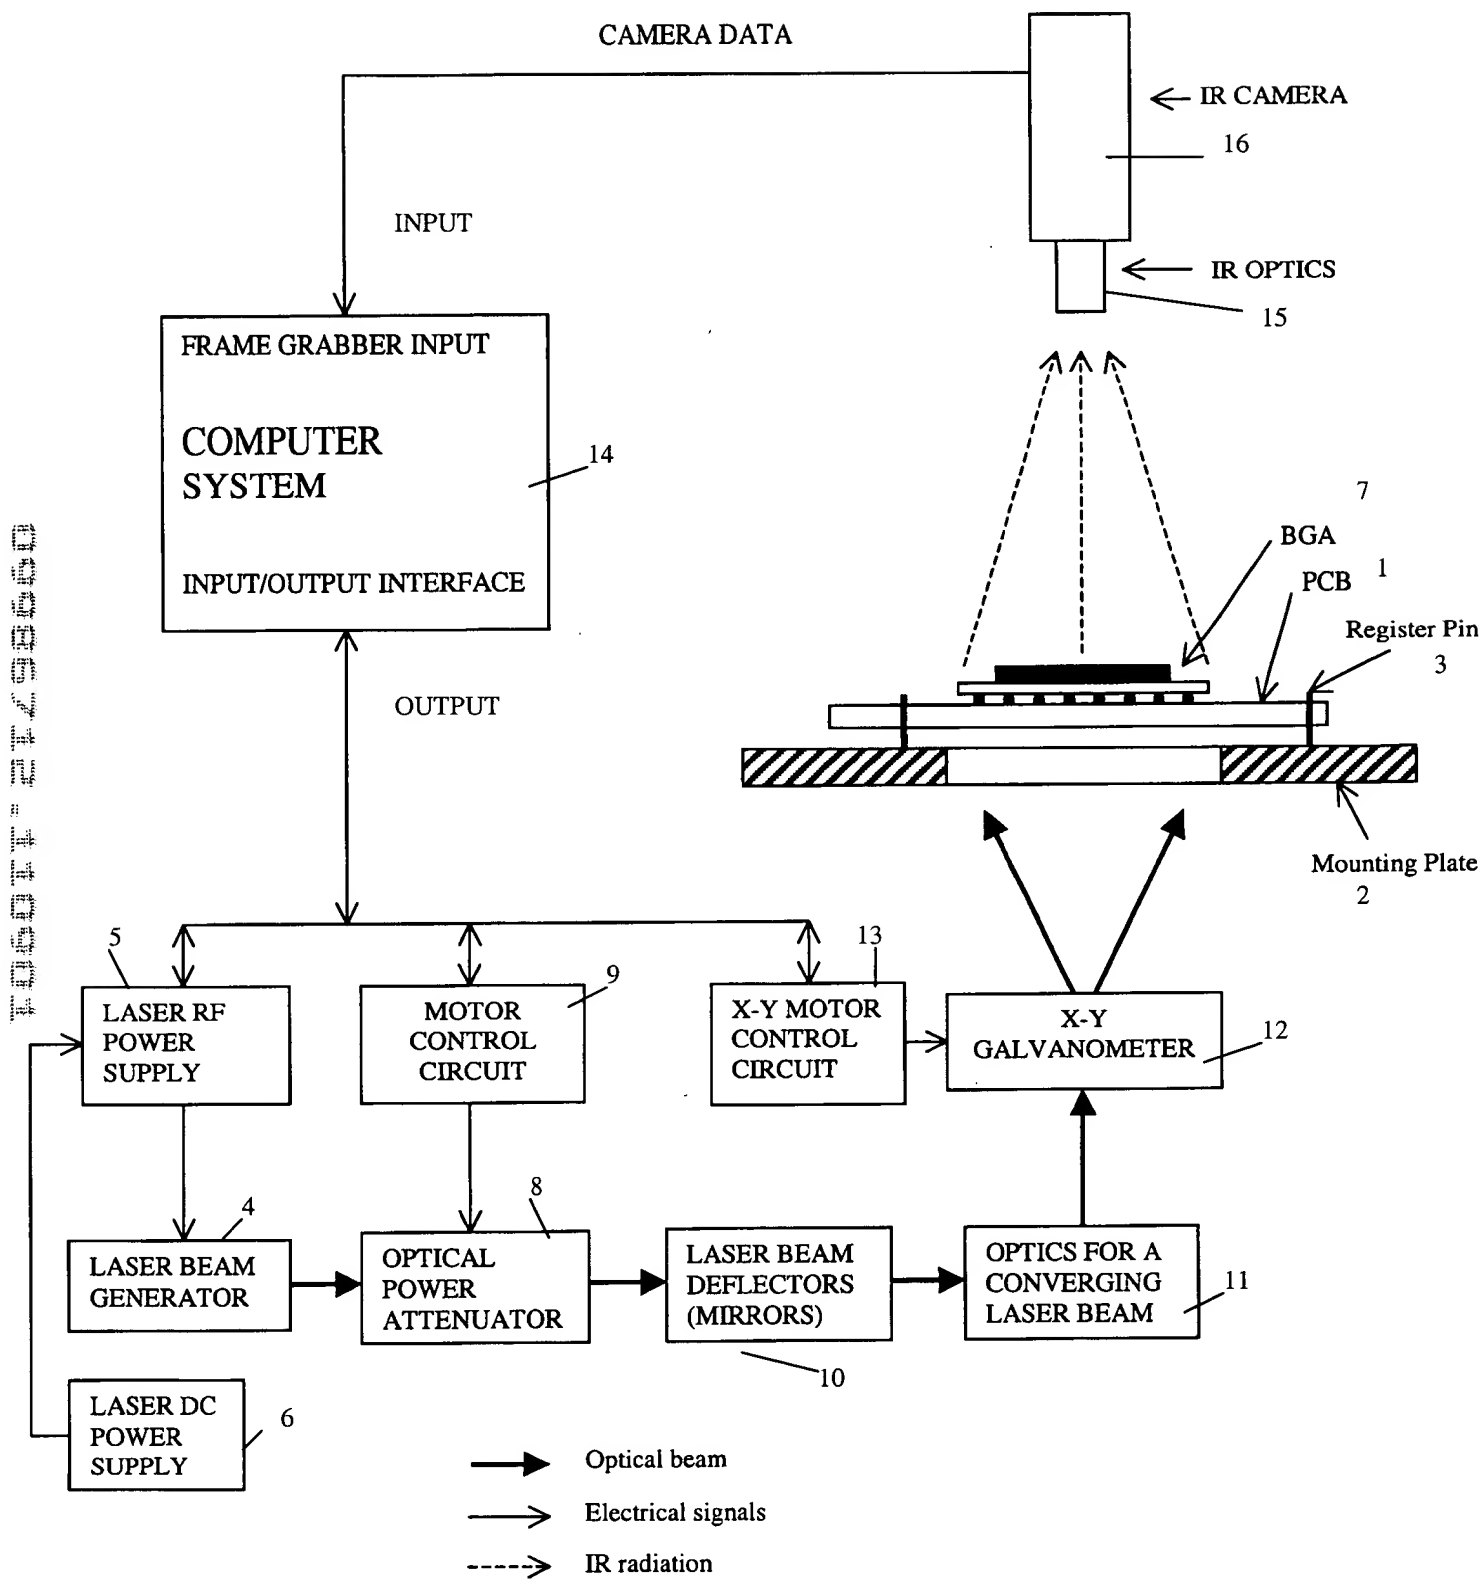 CAMERA DATA
IR CAMERA
16
INPUT
IR OPTICS
15
FRAME GRABBER INPUT
COMPUTER
SYSTEM
14
INPUT/OUTPUT INTERFACE
7
BGA
PCB
1
Register Pin
3
OUTPUT
Mounting Plate
2
5
LASER RF
POWER
SUPPLY
9
MOTOR
CONTROL
CIRCUIT
13
X-Y MOTOR
CONTROL
CIRCUIT
X-Y
GALVANOMETER
12
4
LASER BEAM
GENERATOR
8
OPTICAL
POWER
ATTENUATOR
LASER BEAM
DEFLECTORS
(MIRRORS)
10
OPTICS FOR A
CONVERGING
LASER BEAM
11
LASER DC
POWER
SUPPLY
6
Optical beam
Electrical signals
IR radiation